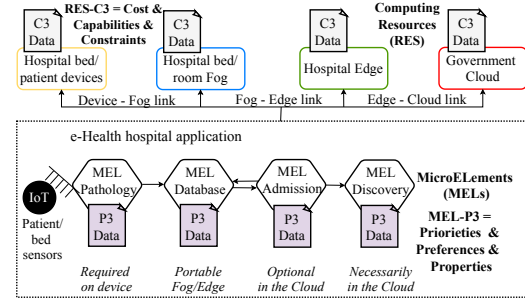 C3
Data
RES-C3 = Cost &
Capabilities &
Constraints
C3
Data
C3
Data
Computing
Resources
(RES)
C3
Data
Hospital bed/
patient devices
Hospital bed/
room Fog
Hospital Edge
Government
Cloud
Device - Fog link
Fog - Edge link
Edge - Cloud link
e-Health hospital application
IoT
Patient/
bed
sensors
MEL
Pathology
MEL
Database
MEL
Admission
MEL
Discovery
MicroELements
(MELs)
P3
Data
P3
Data
P3
Data
P3
Data
MEL-P3 =
Priorieties &
Preferences &
Properties
Required
on device
Portable
Fog/Edge
Optional
in the Cloud
Necessarily
in the Cloud